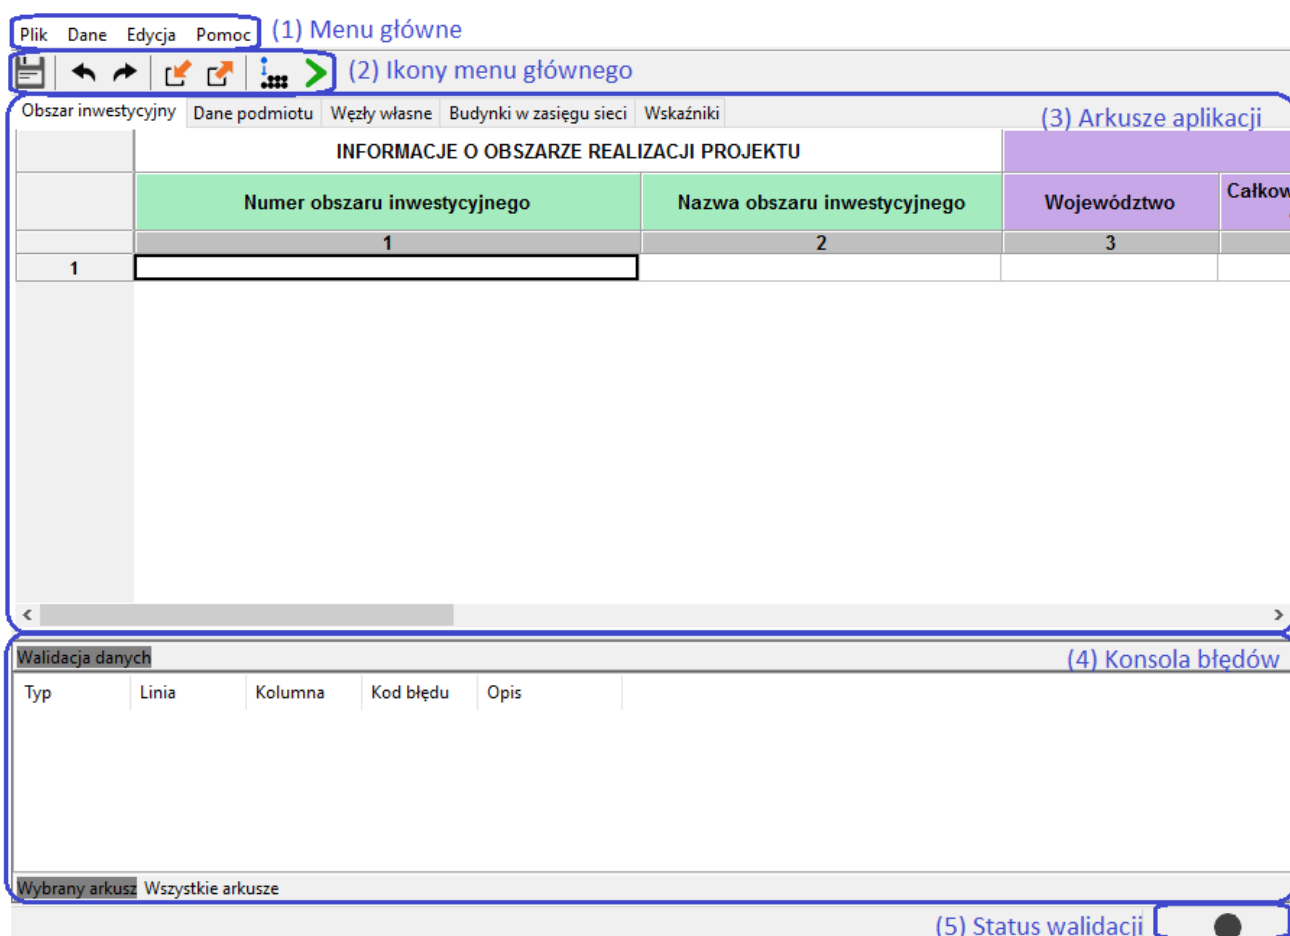 Plik Dane Edycja Pomoc (1) Menu główne
(2) Ikony menu głównego
Obszar inwestycyjny Dane podmiotu Węzły własne Budynki w zasięgu sieci Wskaźniki (3) Arkusze aplikacji
INFORMACJE O OBSZARZE REALIZACJI PROJEKTU
Numer obszaru inwestycyjnego Nazwa obszaru inwestycyjnego Województwo Całkow
1 2 3
1
Walidacja danych (4) Konsola błędów
Typ Linia Kolumna Kod błędu Opis
Wybrany arkusz Wszystkie arkusze
(5) Status walidacji